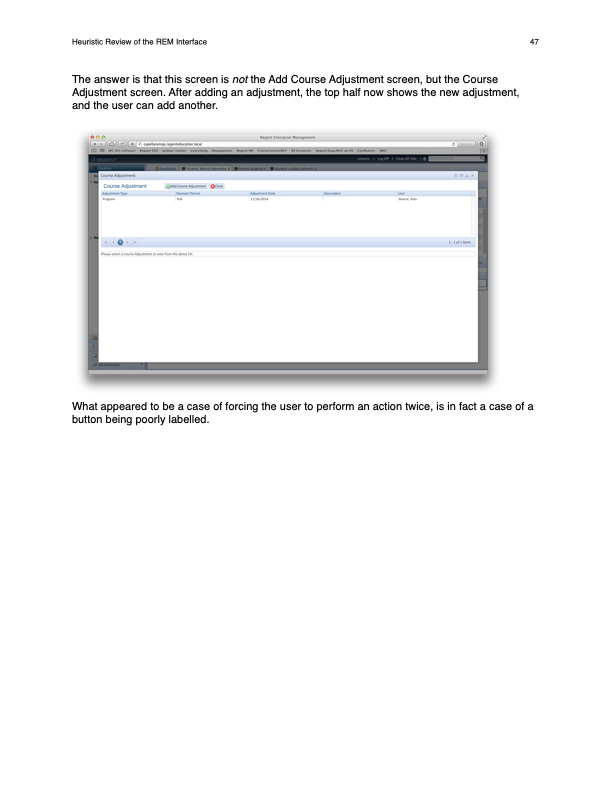 Heuristic Review of the REM Interface 47
The answer is that this screen is not the Add Course Adjustment screen, but the Course
Adjustment screen. After adding an adjustment, the top half now shows the new adjustment,
and the user can add another.
Regent Enterprise Management
Course Adjustment
Course Adjustment Add Course Adjustment Close
Adjustment Type Payment Period Adjustment Date Description User
Program N/A
1 - 1 of 1 items
Please select a Course Adjustment to view from the above list.
What appeared to be a case of forcing the user to perform an action twice, is in fact a case of a
button being poorly labelled.